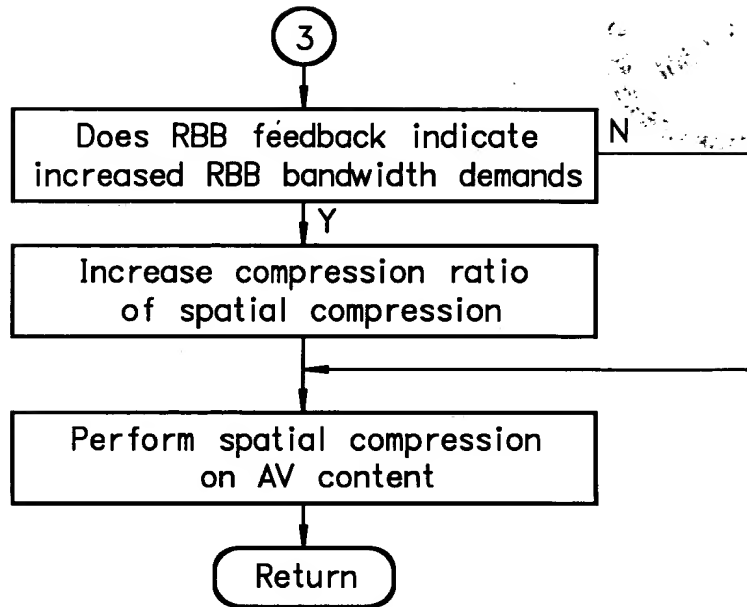 3
Does RBB feedback indicate
increased RBB bandwidth demands
N
Y
Increase compression ratio
of spatial compression
Perform spatial compression
on AV content
Return